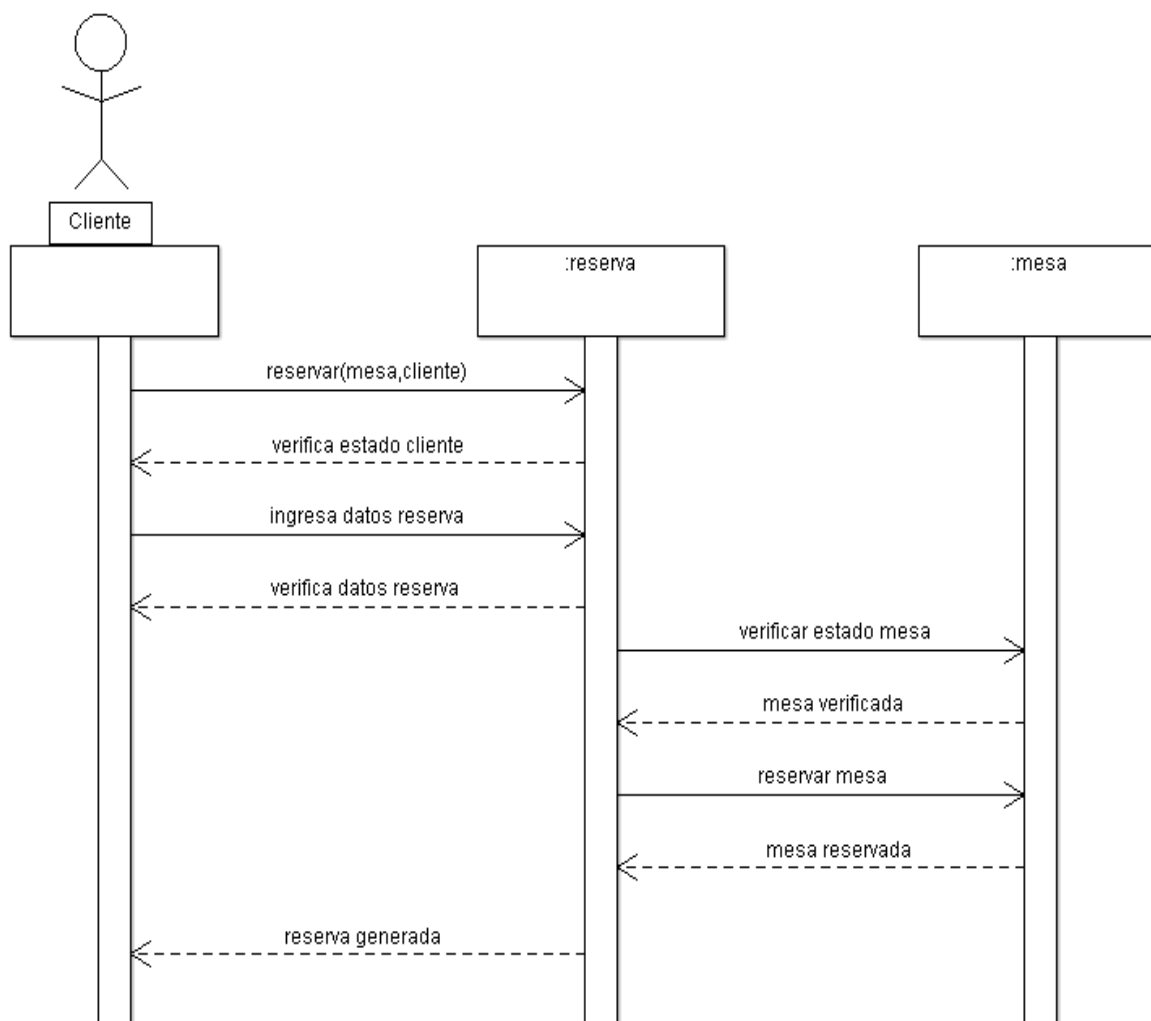 Cliente
:reserva
:mesa
reservar(mesa,cliente)
verifica estado cliente
ingresa datos reserva
verifica datos reserva
verificar estado mesa
mesa verificada
reservar mesa
mesa reservada
reserva generada